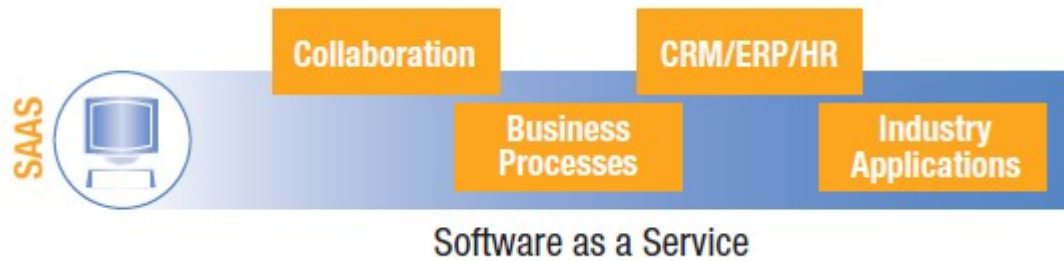 SAAS
Collaboration
CRM/ERP/HR
Business
Processes
Industry
Applications
Software as a Service